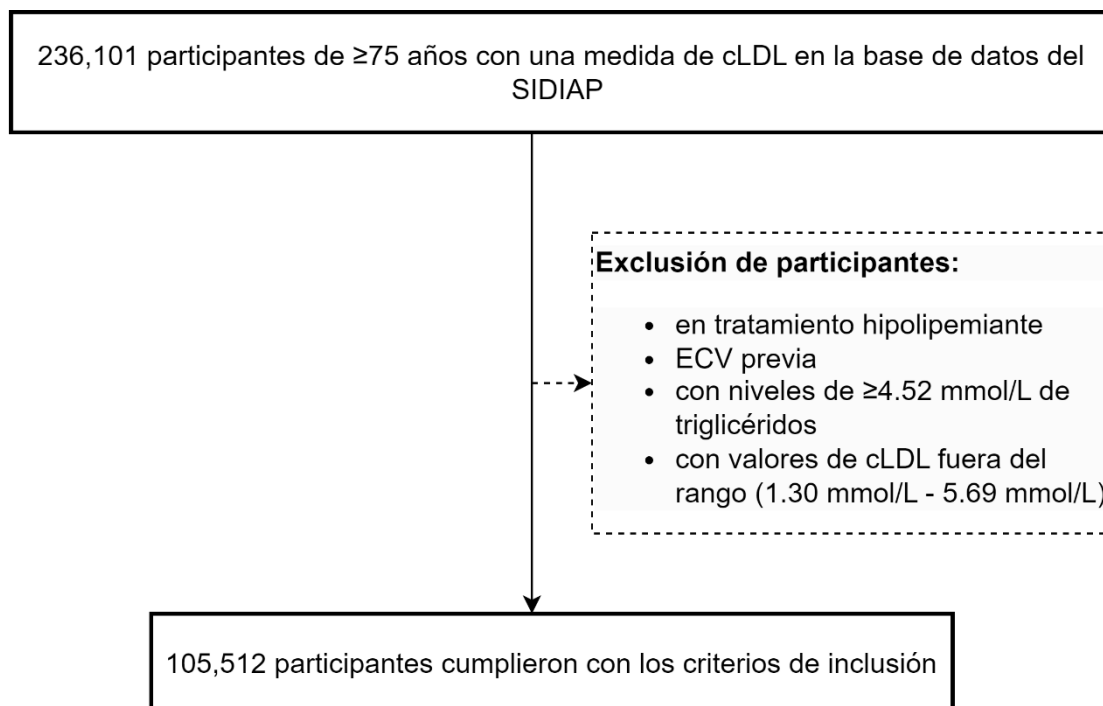 236,101 participantes de ≥75 años con una medida de cLDL en la base de datos del
SIDIAP
Exclusión de participantes:
• en tratamiento hipolipemiante
• ECV previa
• con niveles de ≥4.52 mmol/L de
triglicéridos
• con valores de cLDL fuera del
rango (1.30 mmol/L - 5.69 mmol/L)
105,512 participantes cumplieron con los criterios de inclusión